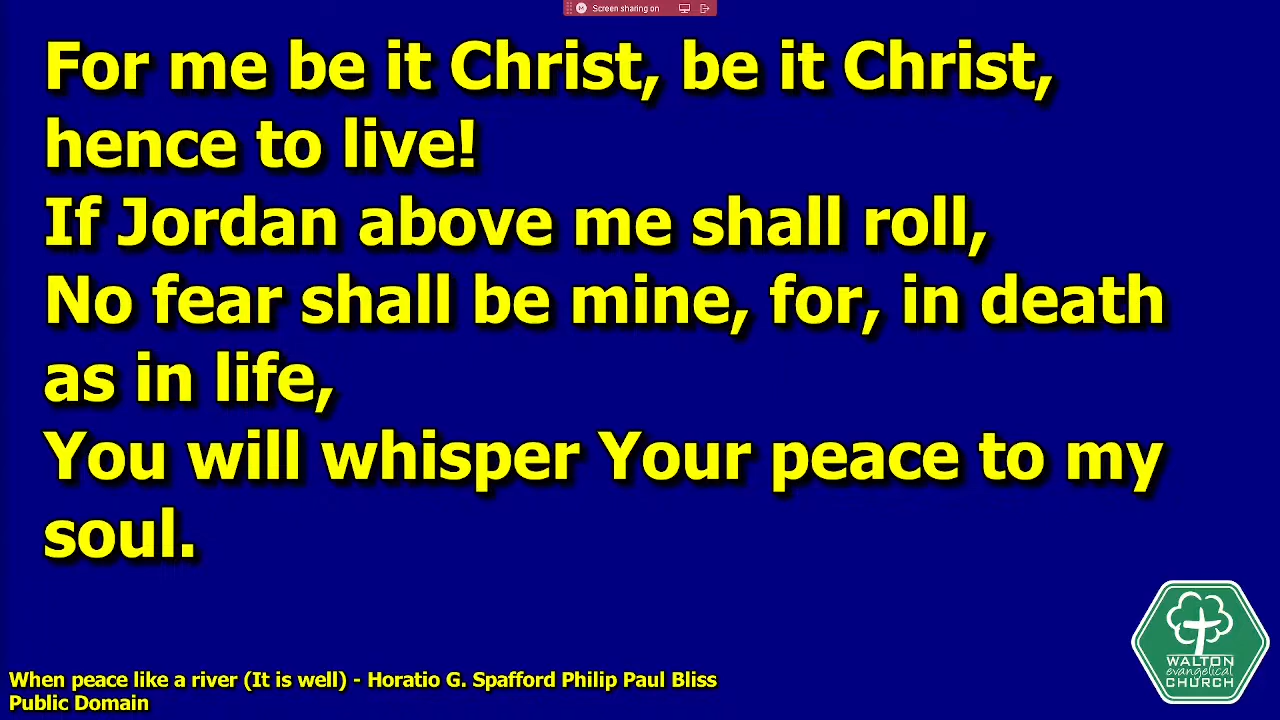 Screen sharing on
For me be it Christ, be it Christ,
hence to live!
If Jordan above me shall roll,
No fear shall be mine, for, in death
as in life,
You will whisper Your peace to my
soul.
WALTON
evangelical
CHURCH
When peace like a river (It is well) - Horatio G. Spafford Philip Paul Bliss
Public Domain